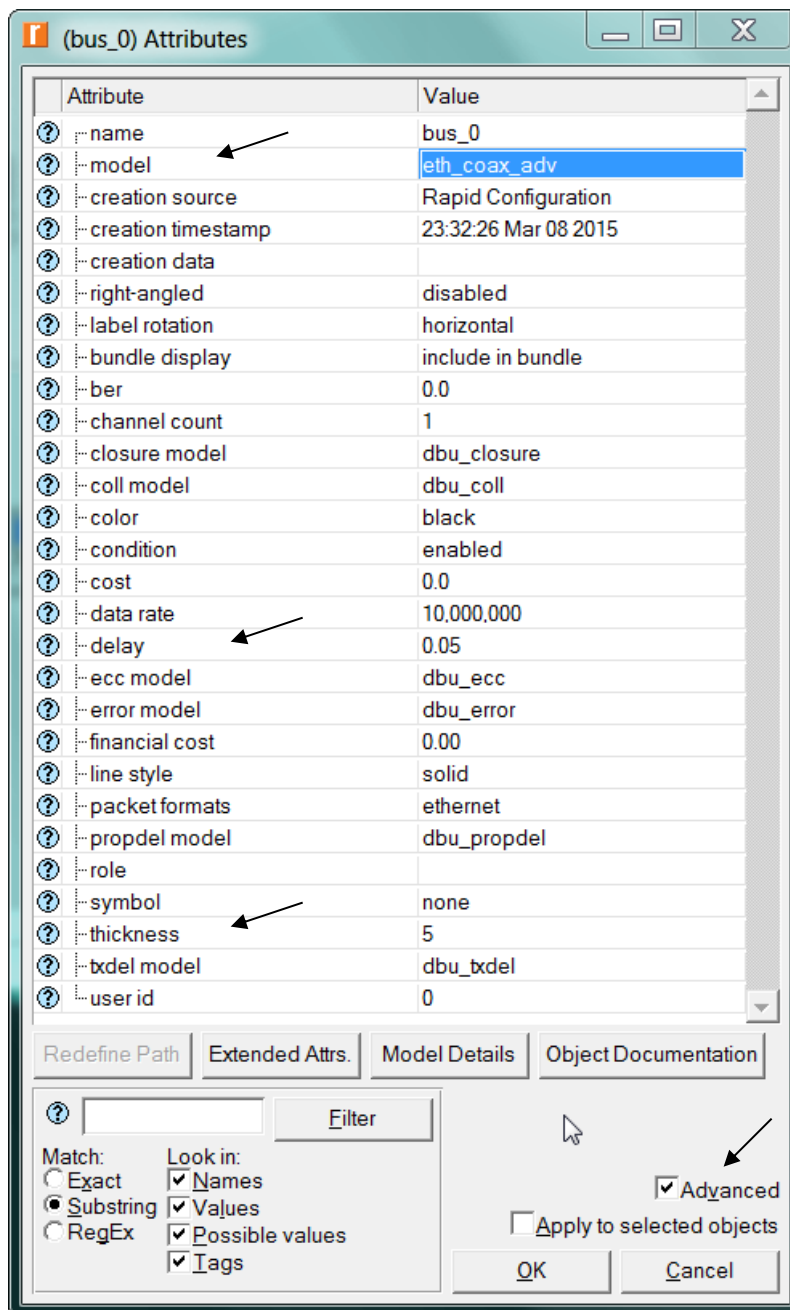 (bus_0) Attributes
Attribute Value
name bus_0
model eth_coax_adv
creation source Rapid Configuration
creation timestamp 23:32:26 Mar 08 2015
creation data
right-angled disabled
label rotation horizontal
bundle display include in bundle
ber 0.0
channel count 1
closure model dbu_closure
coll model dbu_coll
color black
condition enabled
cost 0.0
data rate 10,000,000
delay 0.05
ecc model dbu_ecc
error model dbu_error
financial cost 0.00
line style solid
packet formats ethernet
propdel model dbu_propdel
role
symbol none
thickness 5
txdel model dbu_txdel
user id 0
Redefine Path Extended Attrs. Model Details Object Documentation
Filter
Match: Look in:
Exact Names
Substring Values
RegEx Possible values
Tags
Advanced
Apply to selected objects
OK Cancel